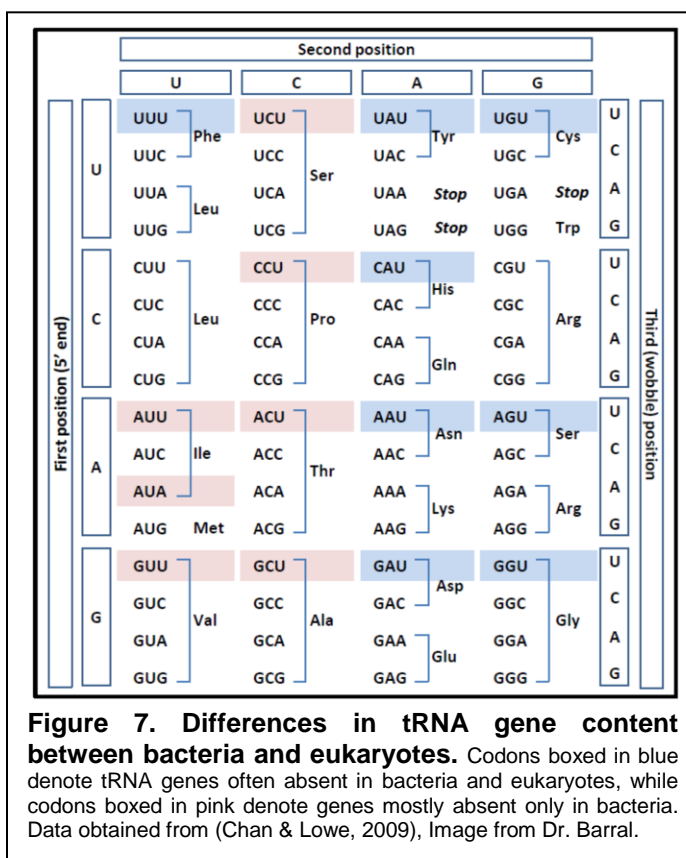 Second position
U C A G
First position (5' end)
Third (wobble) position
U
UUU Phe UCU Ser UAU Tyr UGU Cys U
UUC UCC UAC UGC C
UUA Leu UCA UAA Stop UGA Stop A
UUG UCG UAG Stop UGG Trp G
C
CUU Leu CCU Pro CAU His CGU Arg U
CUC CCC CAC CGC C
CUA CCA CAA Gln CGA A
CUG CCG CAG CGG G
A
AUU Ile ACU Thr AAU Asn AGU Ser U
AUC ACC AAC AGC C
AUA ACA AAA Lys AGA Arg A
AUG Met ACG AAG AGG G
G
GUU Val GCU Ala GAU Asp GGU Gly U
GUC GCC GAC GGC C
GUA GCA GAA Glu GGA A
GUG GCG GAG GGG G
Figure 7. Differences in tRNA gene content
between bacteria and eukaryotes. Codons boxed in blue
denote tRNA genes often absent in bacteria and eukaryotes, while
codons boxed in pink denote genes mostly absent only in bacteria.
Data obtained from (Chan & Lowe, 2009), Image from Dr. Barral.